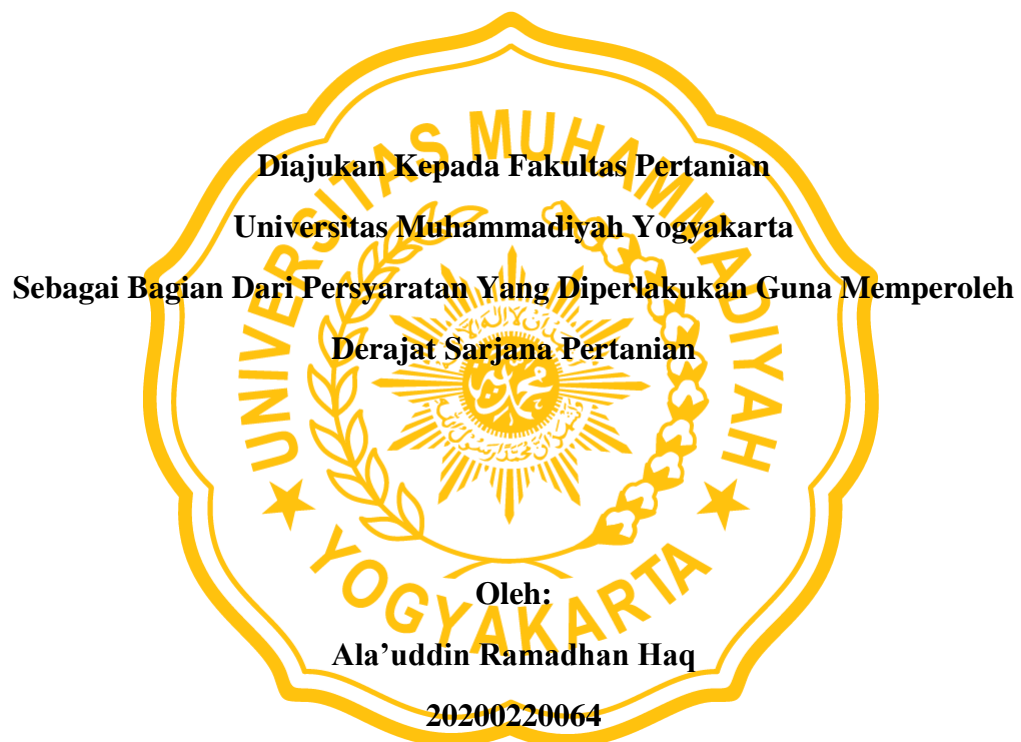 Diajukan Kepada Fakultas Pertanian
Universitas Muhammadiyah Yogyakarta
Sebagai Bagian Dari Persyaratan Yang Diperlakukan Guna Memperoleh
Derajat Sarjana Pertanian
UNIVERSITAS MUHAMMADIYAH
YOGYAKARTA
Oleh:
Ala’uddin Ramadhan Haq
20200220064